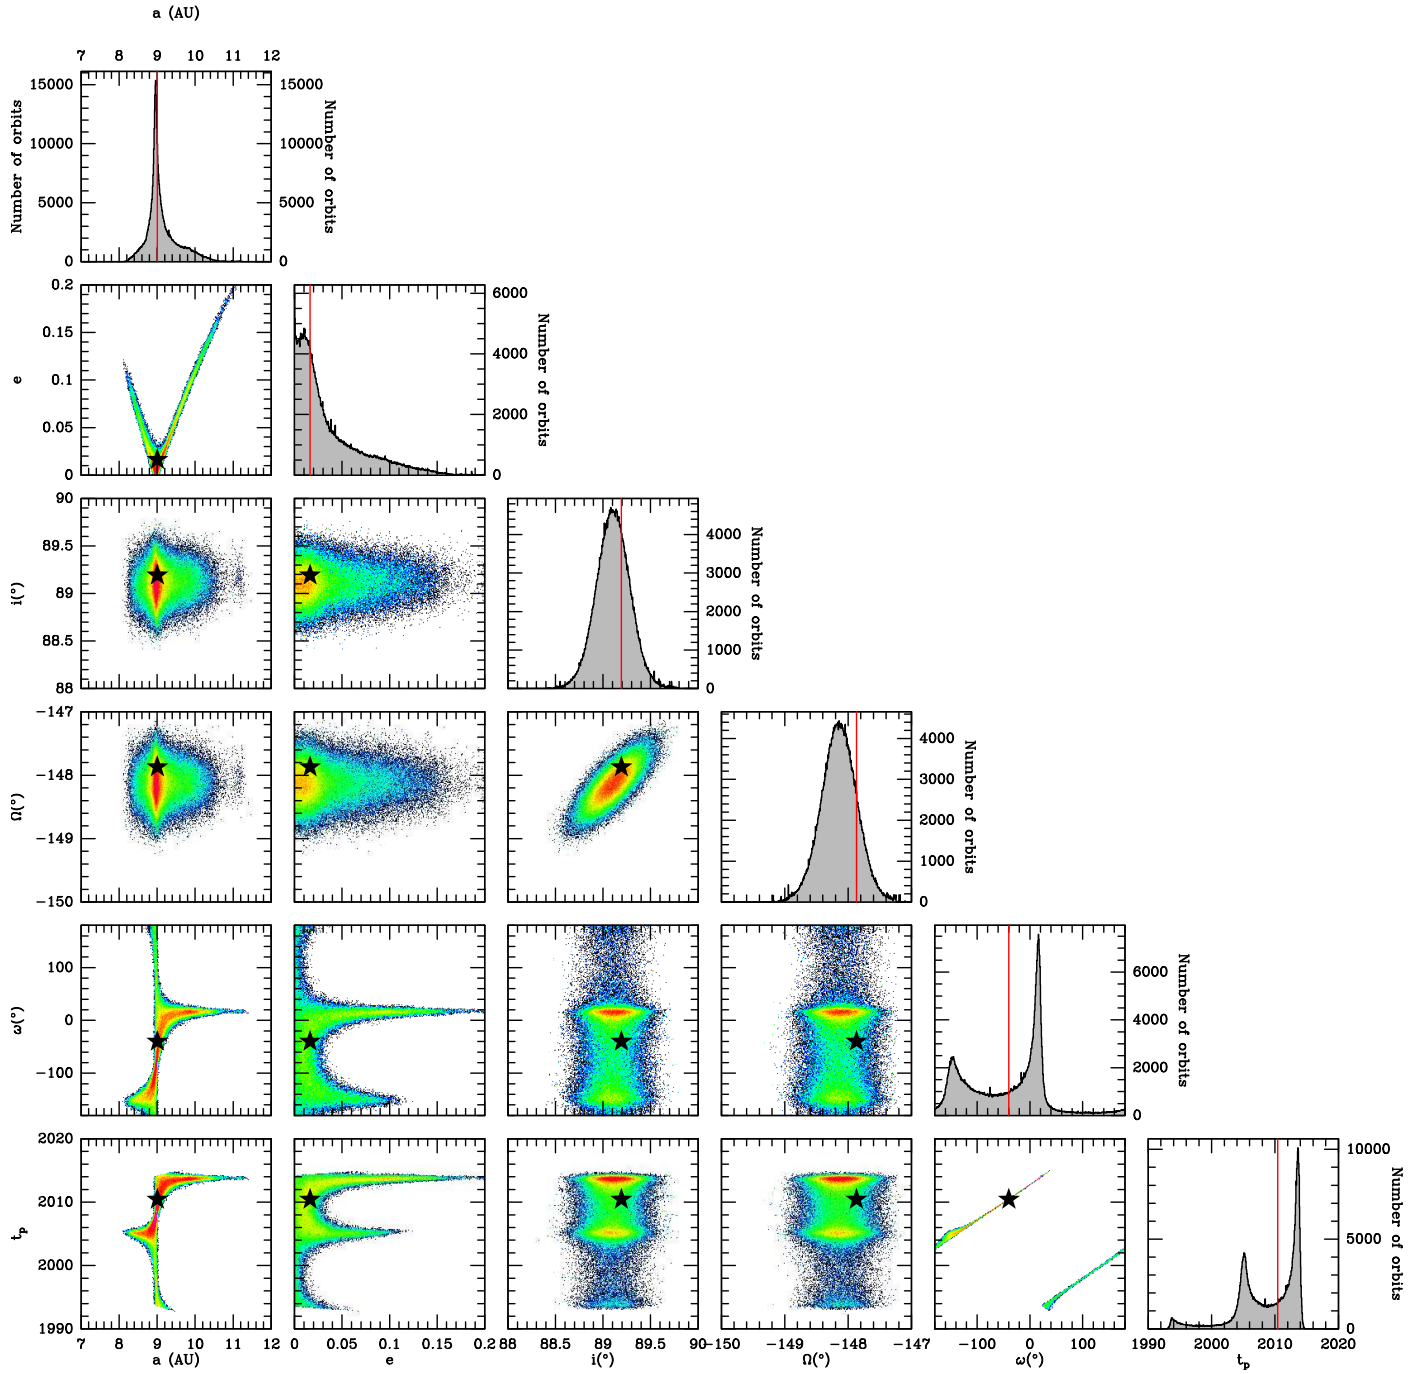 a (AU)
7 8 9 10 11 12
15000 15000
10000 10000
5000 5000
0 0
Number of orbits
Number of orbits
0.2
0.15
0.1
0.05
0
e
6000
4000
2000
0
Number of orbits
90
89.5
89
88.5
88
i(°)
4000
3000
2000
1000
0
Number of orbits
−147
−148
−149
−150
Ω(°)
4000
3000
2000
1000
0
Number of orbits
100
0
−100
ω(°)
6000
4000
2000
0
Number of orbits
2020
2010
2000
1990
tp
10000
5000
0
Number of orbits
7 8 9 10 11 12
0 0.05 0.1 0.15 0.2
88 88.5 89 89.5 90
−150 −149 −148 −147
−100 0 100
1990 2000 2010 2020
a (AU) e i(°) Ω(°) ω(°) tp